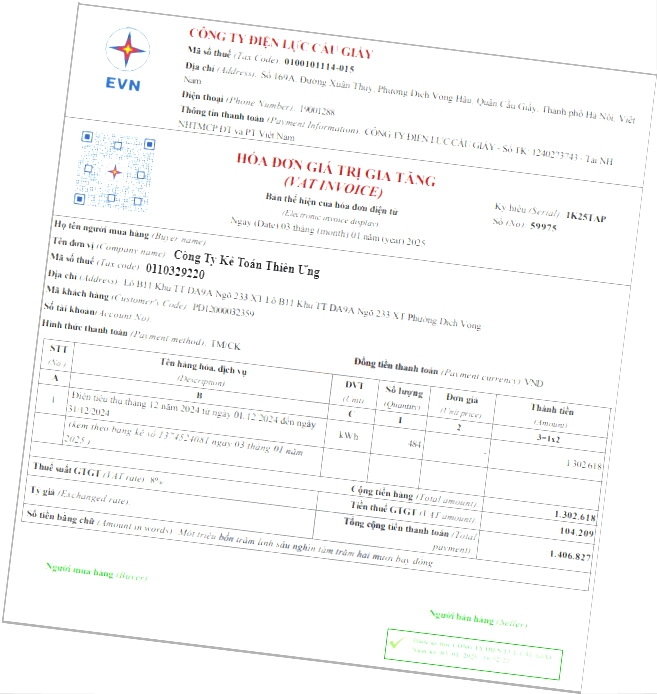 EVN
CÔNG TY ĐIỆN LỰC CẦU GIẤY
Mã số thuế (Tax Code): 0100101114-015
Địa chỉ (Address): Số 169A, Đường Xuân Thuỷ, Phường Dịch Vọng Hậu, Quận Cầu Giấy, Thành phố Hà Nội, Việt
Nam
Điện thoại (Phone Number): 19001288
Thông tin thanh toán (Payment Information): CÔNG TY ĐIỆN LỰC CẦU GIẤY - Số TK: 1240273743 - Tại NH
NHTMCP ĐT và PT Việt Nam
HÓA ĐƠN GIÁ TRỊ GIA TĂNG
(VAT INVOICE)
Bản thể hiện của hóa đơn điện tử
(Electronic invoice display)
Ngày (Date) 03 tháng (month) 01 năm (year) 2025
Ký hiệu (Serial): 1K25TAP
Số (No): 59975
Họ tên người mua hàng (Buyer name):
Tên đơn vị (Company name): Công Ty Kế Toán Thiên Ưng
Mã số thuế (Tax code): 0110329220
Địa chỉ (Address): Lô B11 Khu TT DA9A Ngõ 233 XT Lô B11 Khu TT DA9A Ngõ 233 XT Phường Dịch Vọng
Mã khách hàng (Customer's Code): PD12000032359
Số tài khoản (Account No):
Hình thức thanh toán (Payment method): TM/CK
Đồng tiền thanh toán (Payment currency): VND
STT (No.) Tên hàng hóa, dịch vụ (Description) ĐVT (Unit) Số lượng (Quantity) Đơn giá (Unit price) Thành tiền (Amount)
A B C 1 2 3=1x2
1 Điện tiêu thụ tháng 12 năm 2024 từ ngày 01/12/2024 đến ngày
31/12/2024 kWh 484 1.302.618
(kèm theo bảng kê số 1374524081 ngày 03 tháng 01 năm
2025)
Cộng tiền hàng (Total amount): 1.302.618
Thuế suất GTGT (VAT rate): 8% Tiền thuế GTGT (VAT amount): 104.209
Tỷ giá (Exchanged rate): Tổng cộng tiền thanh toán (Total
payment): 1.406.827
Số tiền bằng chữ (Amount in words): Một triệu bốn trăm linh sáu nghìn tám trăm hai mươi bảy đồng
Người mua hàng (Buyer) Người bán hàng (Seller)